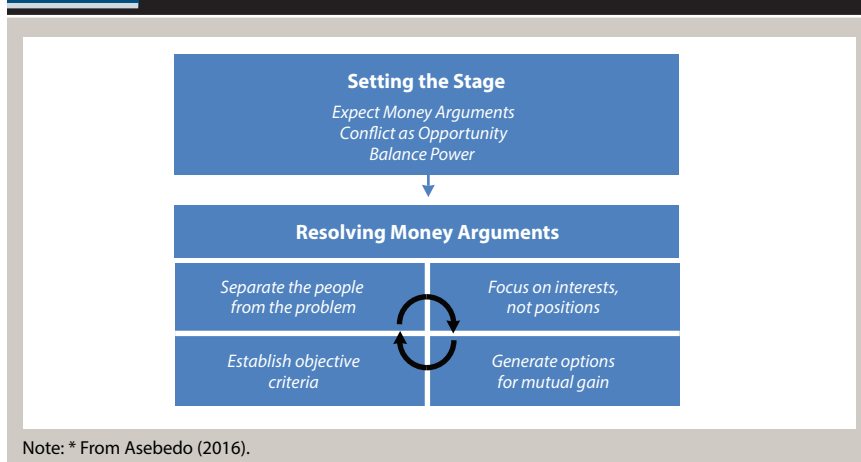 Setting the Stage
Expect Money Arguments
Conflict as Opportunity
Balance Power
Resolving Money Arguments
Separate the people
from the problem
Focus on interests,
not positions
Establish objective
criteria
Generate options
for mutual gain
Note: * From Asebedo (2016).